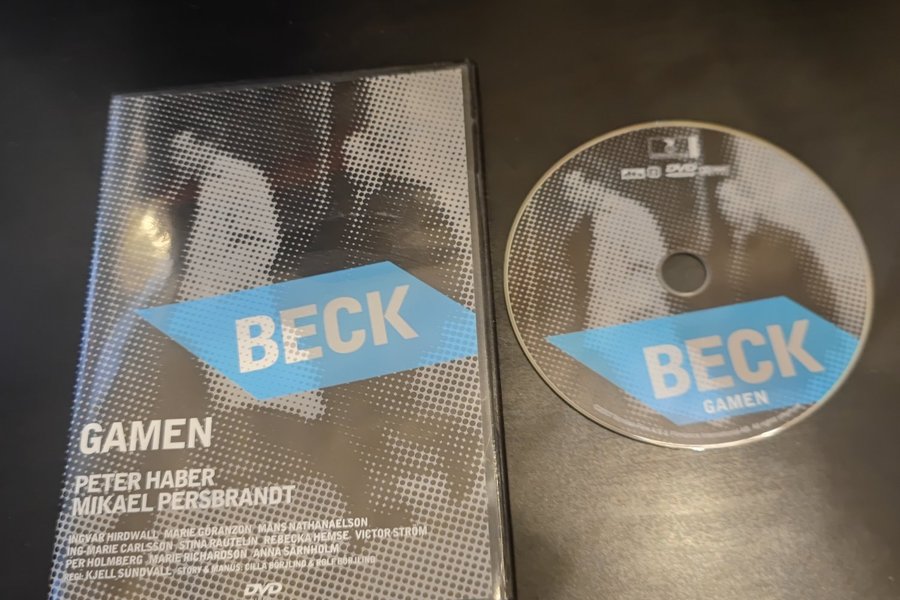 BECK
GAMEN
PETER HABER
MIKAEL PERSBRANDT
INGVAR HIRDWALL MARIE GÖRANZON MÅNS NATHANAELSON
ING-MARIE CARLSSON STINA RAUTELIN REBECKA HEMSE VICTOR STRÖM
PER HOLMBERG MARIE RICHARDSON ANNA SÄRNHOLM
REGI: KJELL SUNDVALL STORY & MANUS: CILLA BÖRJLIND & ROLF BÖRJLIND
DVD
DVD
BECK
GAMEN